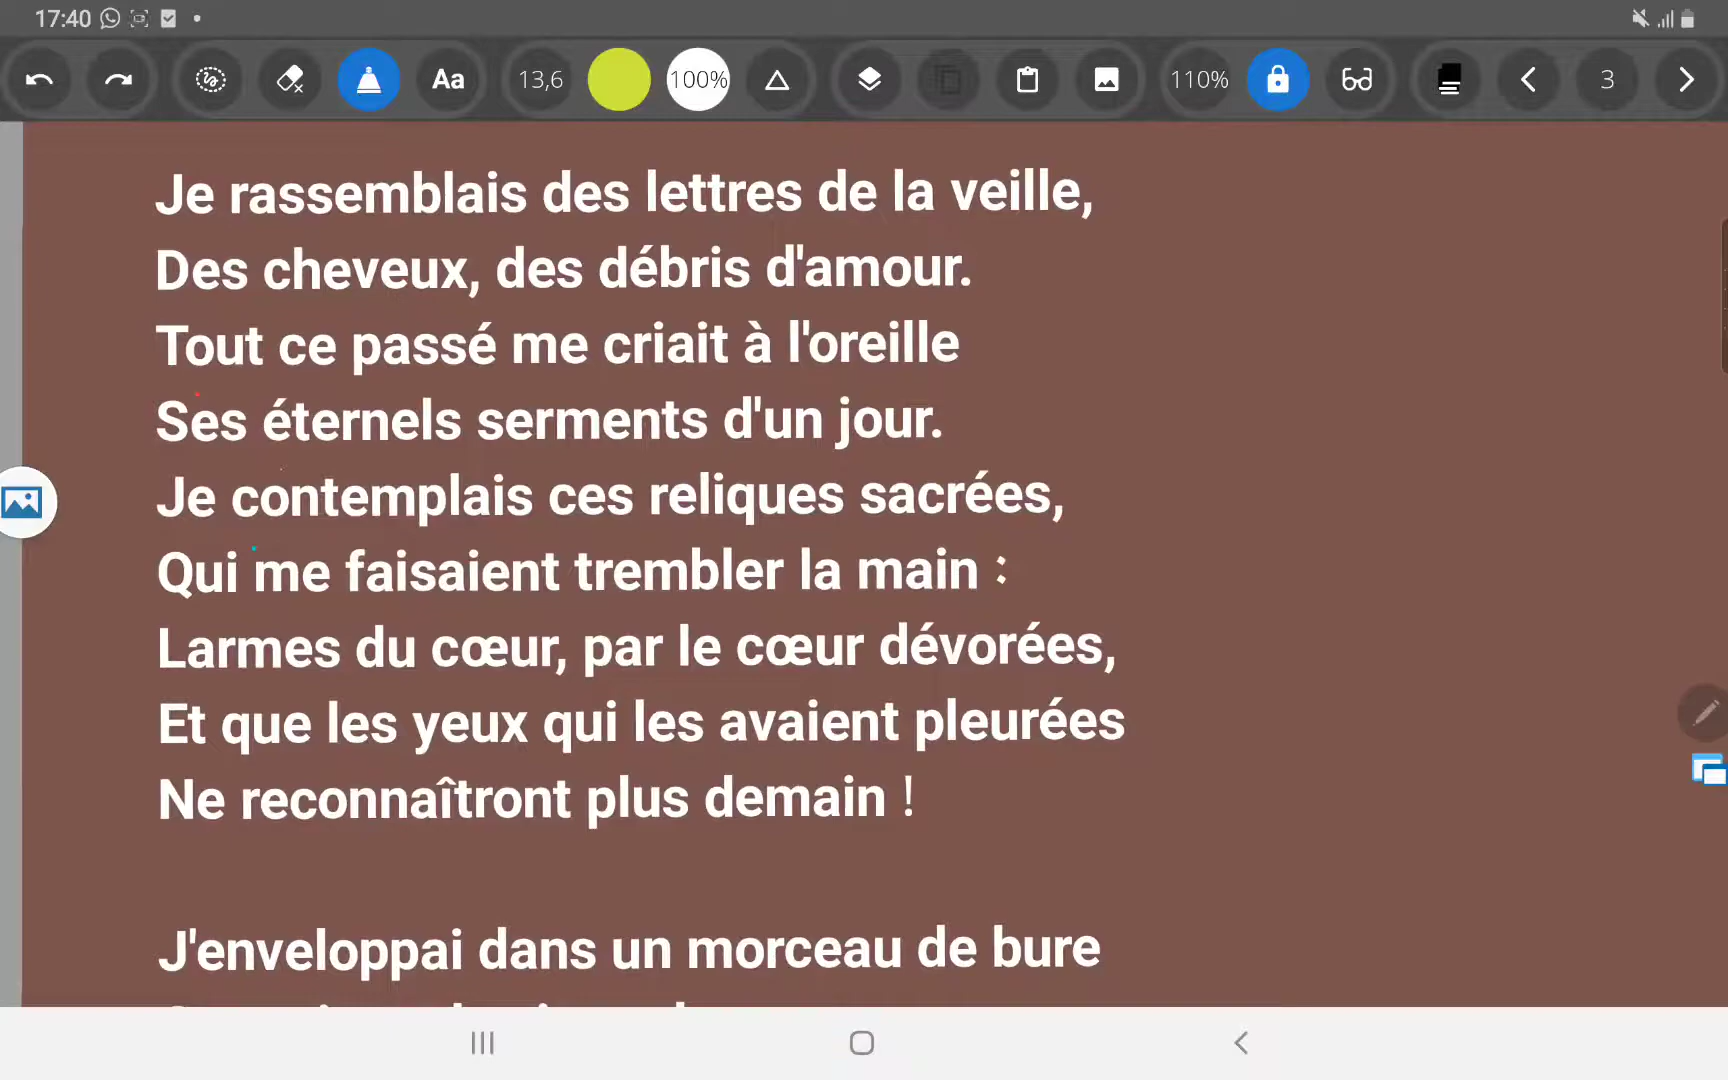 17:40
Aa
13,6
100%
110%
3
Je rassemblais des lettres de la veille,
Des cheveux, des débris d'amour.
Tout ce passé me criait à l'oreille
Ses éternels serments d'un jour.
Je contemplais ces reliques sacrées,
Qui me faisaient trembler la main :
Larmes du cœur, par le cœur dévorées,
Et que les yeux qui les avaient pleurées
Ne reconnaîtront plus demain !
J'enveloppai dans un morceau de bure